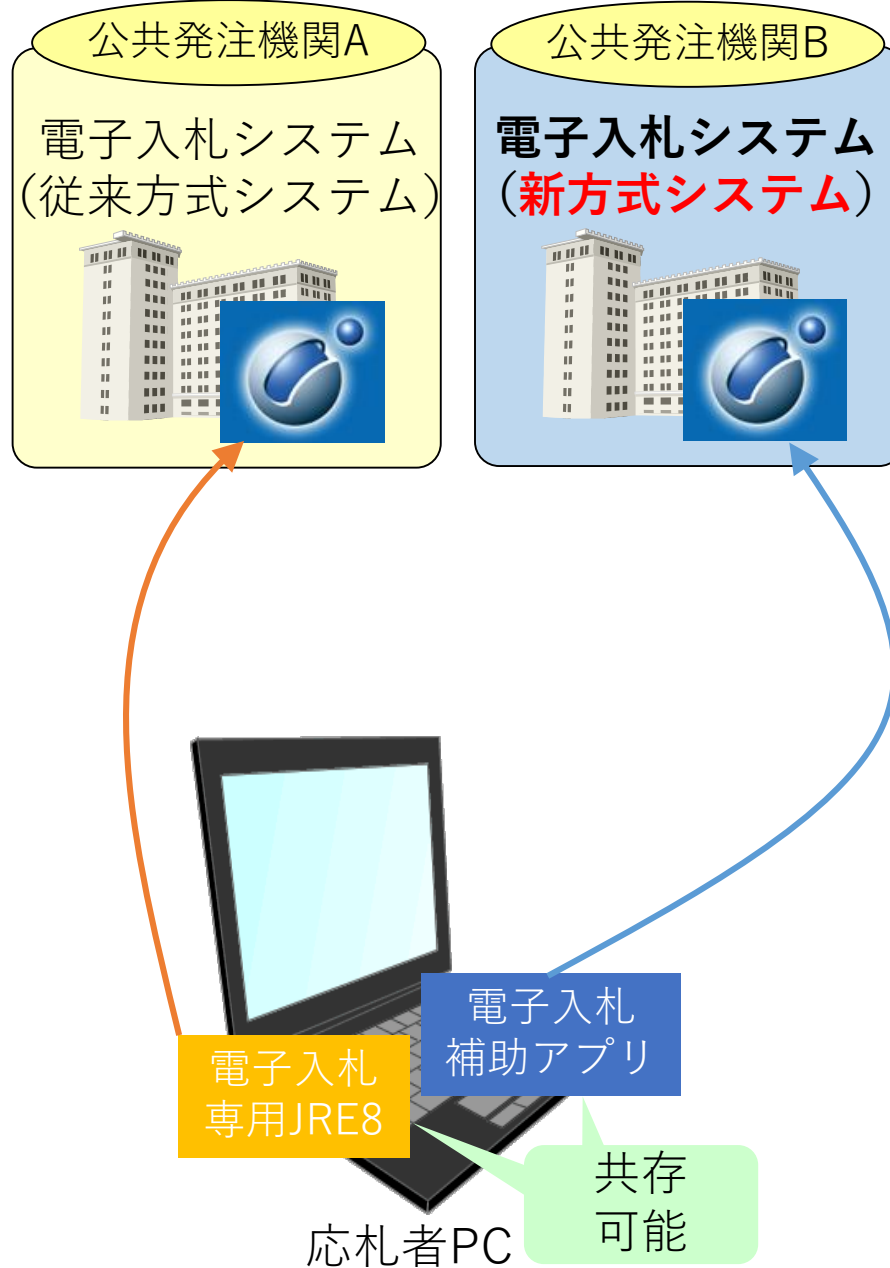 公共発注機関A
電子入札システム
（従来方式システム）
公共発注機関B
電子入札システム
（新方式システム）
電子入札
補助アプリ
電子入札
専用JRE8
共存
可能
応札者PC